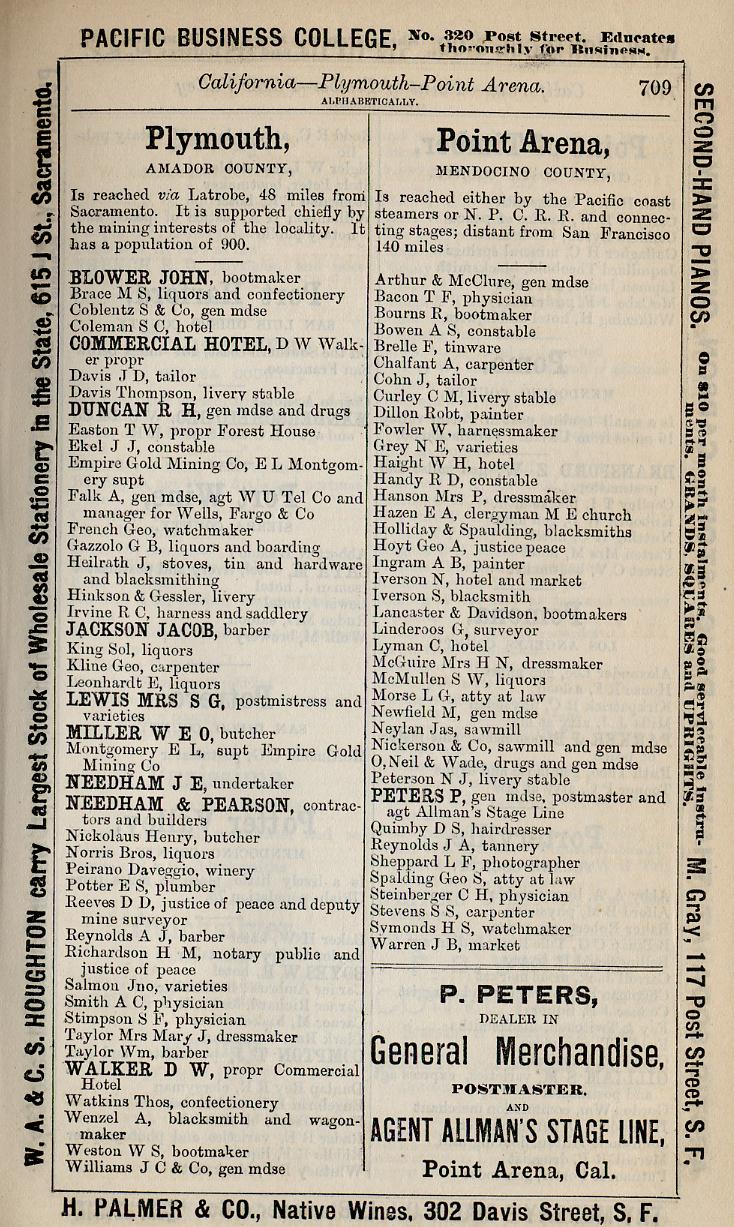 PACIFIC BUSINESS COLLEGE, No. 320 Post Street. Educates
thoroughly for Business.
California—Plymouth–Point Arena. 709
ALPHABETICALLY.
Plymouth,
AMADOR COUNTY,
Is reached via Latrobe, 48 miles from
Sacramento. It is supported chiefly by
the mining interests of the locality. It
has a population of 900.
BLOWER JOHN, bootmaker
Brace M S, liquors and confectionery
Coblentz S & Co, gen mdse
Coleman S C, hotel
COMMERCIAL HOTEL, D W Walk-
er propr
Davis J D, tailor
Davis Thompson, livery stable
DUNCAN R H, gen mdse and drugs
Easton T W, propr Forest House
Ekel J J, constable
Empire Gold Mining Co, E L Montgom-
ery supt
Falk A, gen mdse, agt W U Tel Co and
manager for Wells, Fargo & Co
French Geo, watchmaker
Gazzolo G B, liquors and boarding
Heilrath J, stoves, tin and hardware
and blacksmithing
Hinkson & Gessler, livery
Irvine R C, harness and saddlery
JACKSON JACOB, barber
King Sol, liquors
Kline Geo, carpenter
Leonhardt E, liquors
LEWIS MRS S G, postmistress and
varieties
MILLER W E O, butcher
Montgomery E L, supt Empire Gold
Mining Co
NEEDHAM J E, undertaker
NEEDHAM & PEARSON, contrac-
tors and builders
Nickolaus Henry, butcher
Norris Bros, liquors
Peirano Daveggio, winery
Potter E S, plumber
Reeves D D, justice of peace and deputy
mine surveyor
Reynolds A J, barber
Richardson H M, notary public and
justice of peace
Salmon Jno, varieties
Smith A C, physician
Stimpson S F, physician
Taylor Mrs Mary J, dressmaker
Taylor Wm, barber
WALKER D W, propr Commercial
Hotel
Watkins Thos, confectionery
Wenzel A, blacksmith and wagon-
maker
Weston W S, bootmaker
Williams J C & Co, gen mdse
Point Arena,
MENDOCINO COUNTY,
Is reached either by the Pacific coast
steamers or N. P. C. R. R. and connec-
ting stages; distant from San Francisco
140 miles
Arthur & McClure, gen mdse
Bacon T F, physician
Bourns R, bootmaker
Bowen A S, constable
Brelle F, tinware
Chalfant A, carpenter
Cohn J, tailor
Curley C M, livery stable
Dillon Robt, painter
Fowler W, harnessmaker
Grey N E, varieties
Haight W H, hotel
Handy R D, constable
Hanson Mrs P, dressmaker
Hazen E A, clergyman M E church
Holliday & Spaulding, blacksmiths
Hoyt Geo A, justice peace
Ingram A B, painter
Iverson N, hotel and market
Iverson S, blacksmith
Lancaster & Davidson, bootmakers
Linderoos G, surveyor
Lyman C, hotel
McGuire Mrs H N, dressmaker
McMullen S W, liquors
Morse L G, atty at law
Newfield M, gen mdse
Neylan Jas, sawmill
Nickerson & Co, sawmill and gen mdse
O,Neil & Wade, drugs and gen mdse
Peterson N J, livery stable
PETERS P, gen mdse, postmaster and
agt Allman's Stage Line
Quimby D S, hairdresser
Reynolds J A, tannery
Sheppard L F, photographer
Spalding Geo S, atty at law
Steinberger C H, physician
Stevens S S, carpenter
Symonds H S, watchmaker
Warren J B, market
P. PETERS,
DEALER IN
General Merchandise,
POSTMASTER.
AND
AGENT ALLMAN'S STAGE LINE,
Point Arena, Cal.
W. A. & C. S. HOUGHTON carry Largest Stock of Wholesale Stationery in the State, 615 J St., Sacramento.
SECOND-HAND PIANOS. On $10 per month instalments. Good serviceable instru-
ments. GRANDS, SQUARES and UPRIGHTS. M. Gray, 117 Post Street, S. F.
H. PALMER & CO., Native Wines, 302 Davis Street, S. F.